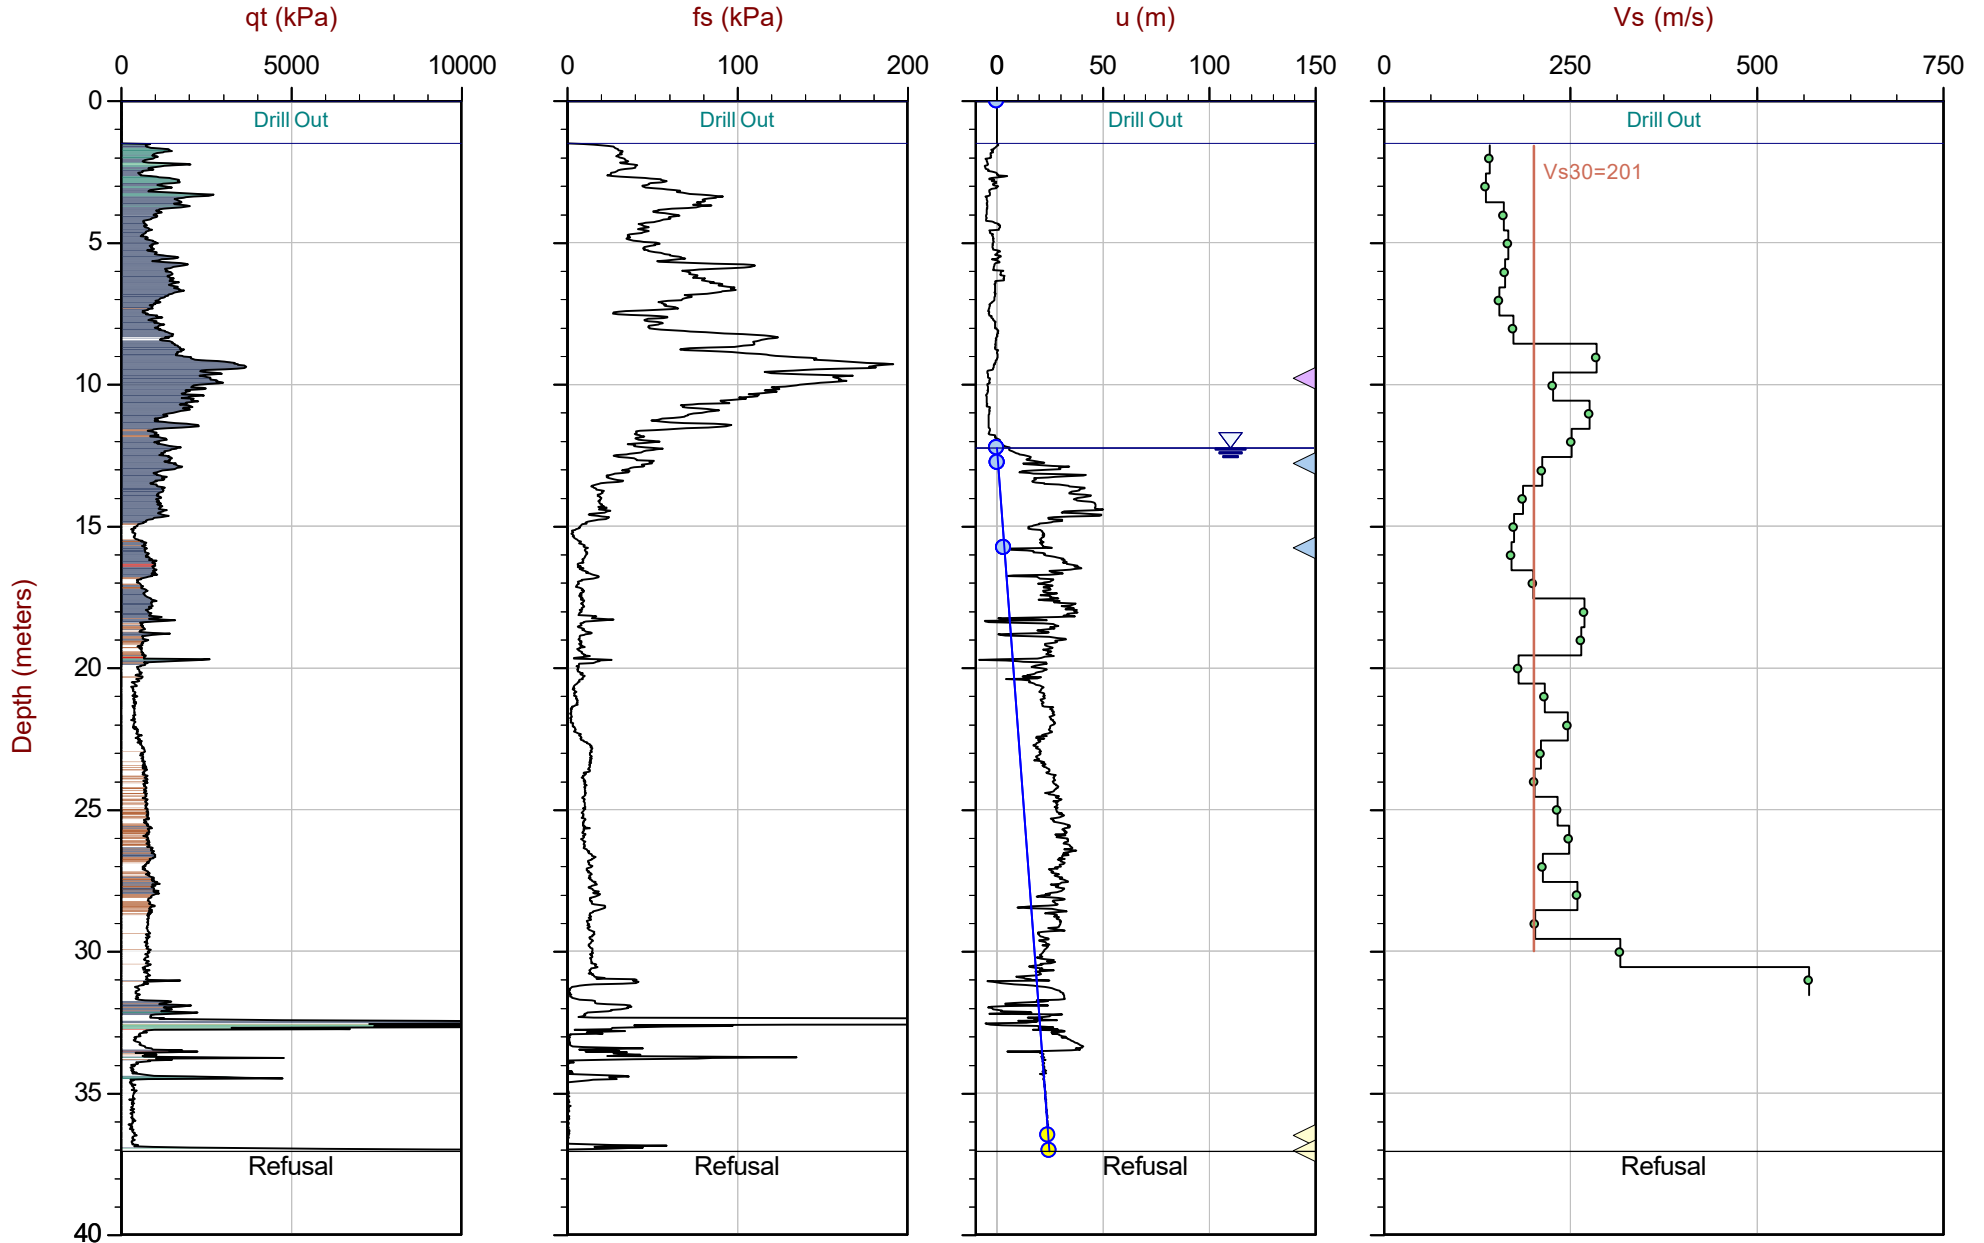 qt (kPa) fs (kPa) u (m) Vs (m/s)
0 5000 10000 0 100 200 0 50 100 150 0 250 500 750
0
Drill Out Drill Out Drill Out Drill Out
Vs30=201
5
10
15
20
25
30
35
40
Depth (meters)
Refusal Refusal Refusal Refusal